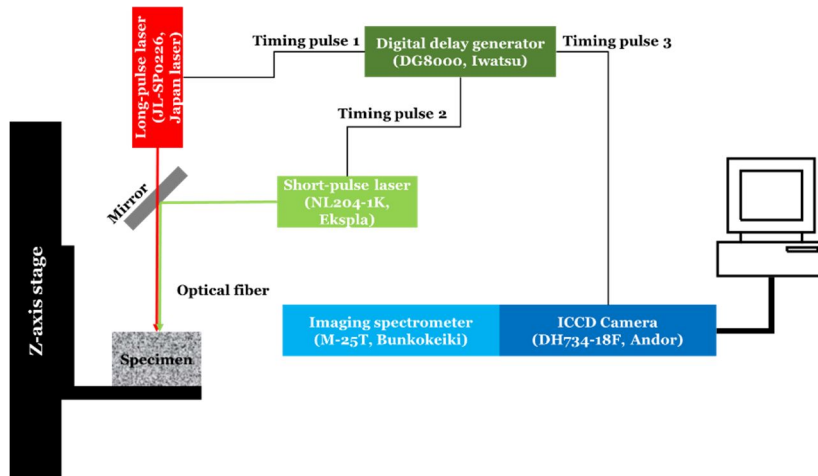 Timing pulse 1
Digital delay generator
(DG8000, Iwatsu)
Timing pulse 3
Long-pulse laser
(JL-SP0226,
Japan laser)
Timing pulse 2
Mirror
Short-pulse laser
(NL204-1K,
Ekspla)
Z-axis stage
Optical fiber
Imaging spectrometer
(M-25T, Bunkokeiki)
ICCD Camera
(DH734-18F, Andor)
Specimen